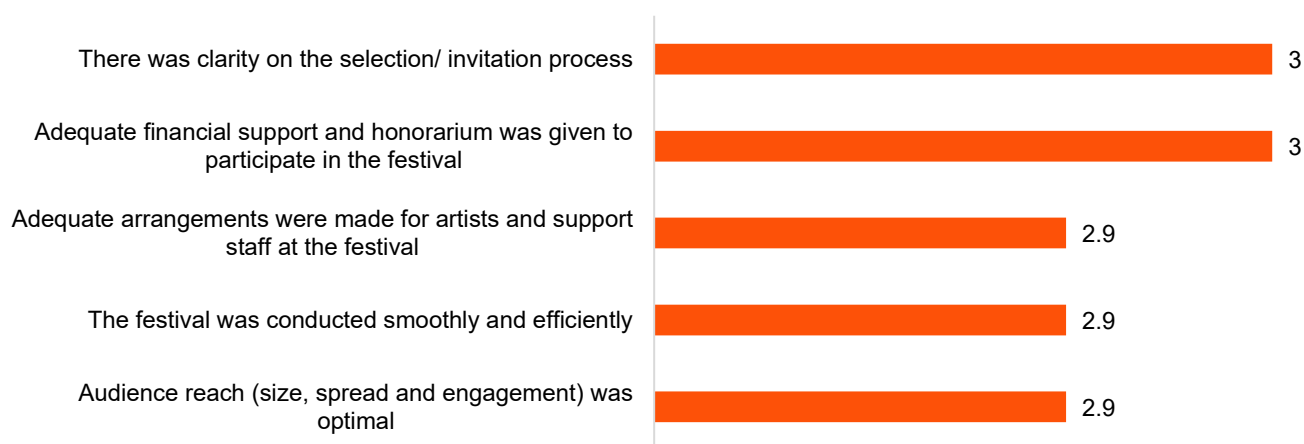 There was clarity on the selection/ invitation process
3
Adequate financial support and honorarium was given to
participate in the festival
3
Adequate arrangements were made for artists and support
staff at the festival
2.9
The festival was conducted smoothly and efficiently
2.9
Audience reach (size, spread and engagement) was
optimal
2.9